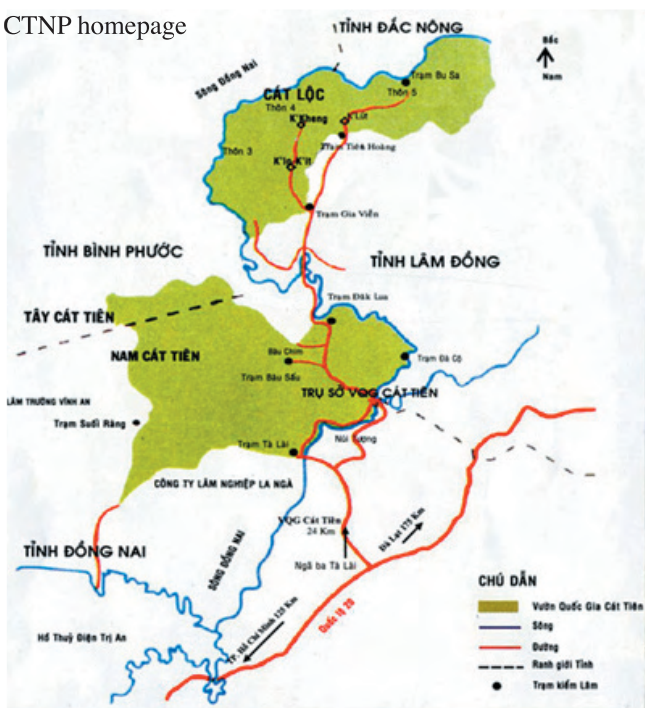 CTNP homepage
TỈNH ĐẮC NÔNG
Bắc
Nam
Sông Đồng Nai
Trạm Bu Sa
Thôn 5
CÁT LỘC
Thôn 4
K'Kheng
K'Lút
Trạm Tiên Hoàng
Thôn 3
K'lo K'it
Trạm Gia Viễn
TỈNH BÌNH PHƯỚC
TỈNH LÂM ĐỒNG
TÂY CÁT TIÊN
Trạm Đăk Lua
NAM CÁT TIÊN
Bàu Chim
Trạm Đà Cộ
Trạm Bàu Sấu
TRỤ SỞ VQG CÁT TIÊN
LÂM TRƯỜNG VĨNH AN
Trạm Suối Ràng
Núi Tượng
Trạm Tà Lài
CÔNG TY LÂM NGHIỆP LA NGÀ
VQG Cát Tiên
24 Km
Đà Lạt 175 Km
TỈNH ĐỒNG NAI
SÔNG ĐỒNG NAI
Ngã ba Tà Lài
CHÚ DẪN
Vườn Quốc Gia Cát Tiên
Sông
Đường
Ranh giới Tỉnh
Trạm kiểm Lâm
Hồ Thuỷ Điện Trị An
TP. Hồ Chí Minh 125 Km
Quốc lộ 20